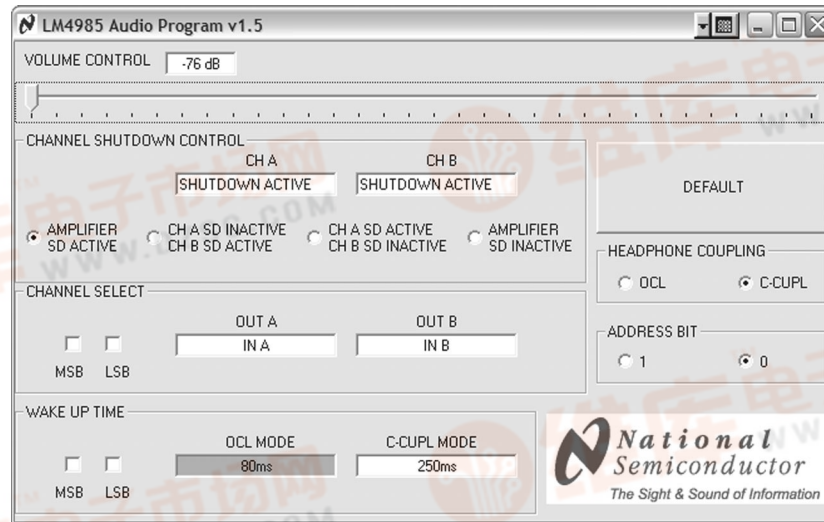 LM4985 Audio Program v1.5
VOLUME CONTROL -76 dB
CHANNEL SHUTDOWN CONTROL
CH A CH B
SHUTDOWN ACTIVE SHUTDOWN ACTIVE
AMPLIFIER SD ACTIVE
CH A SD INACTIVE CH B SD ACTIVE
CH A SD ACTIVE CH B SD INACTIVE
AMPLIFIER SD INACTIVE
DEFAULT
HEADPHONE COUPLING
OCL C-CUPL
CHANNEL SELECT
OUT A OUT B
IN A IN B
MSB LSB
ADDRESS BIT
1 0
WAKE UP TIME
OCL MODE C-CUPL MODE
80ms 250ms
MSB LSB
National
Semiconductor
The Sight & Sound of Information